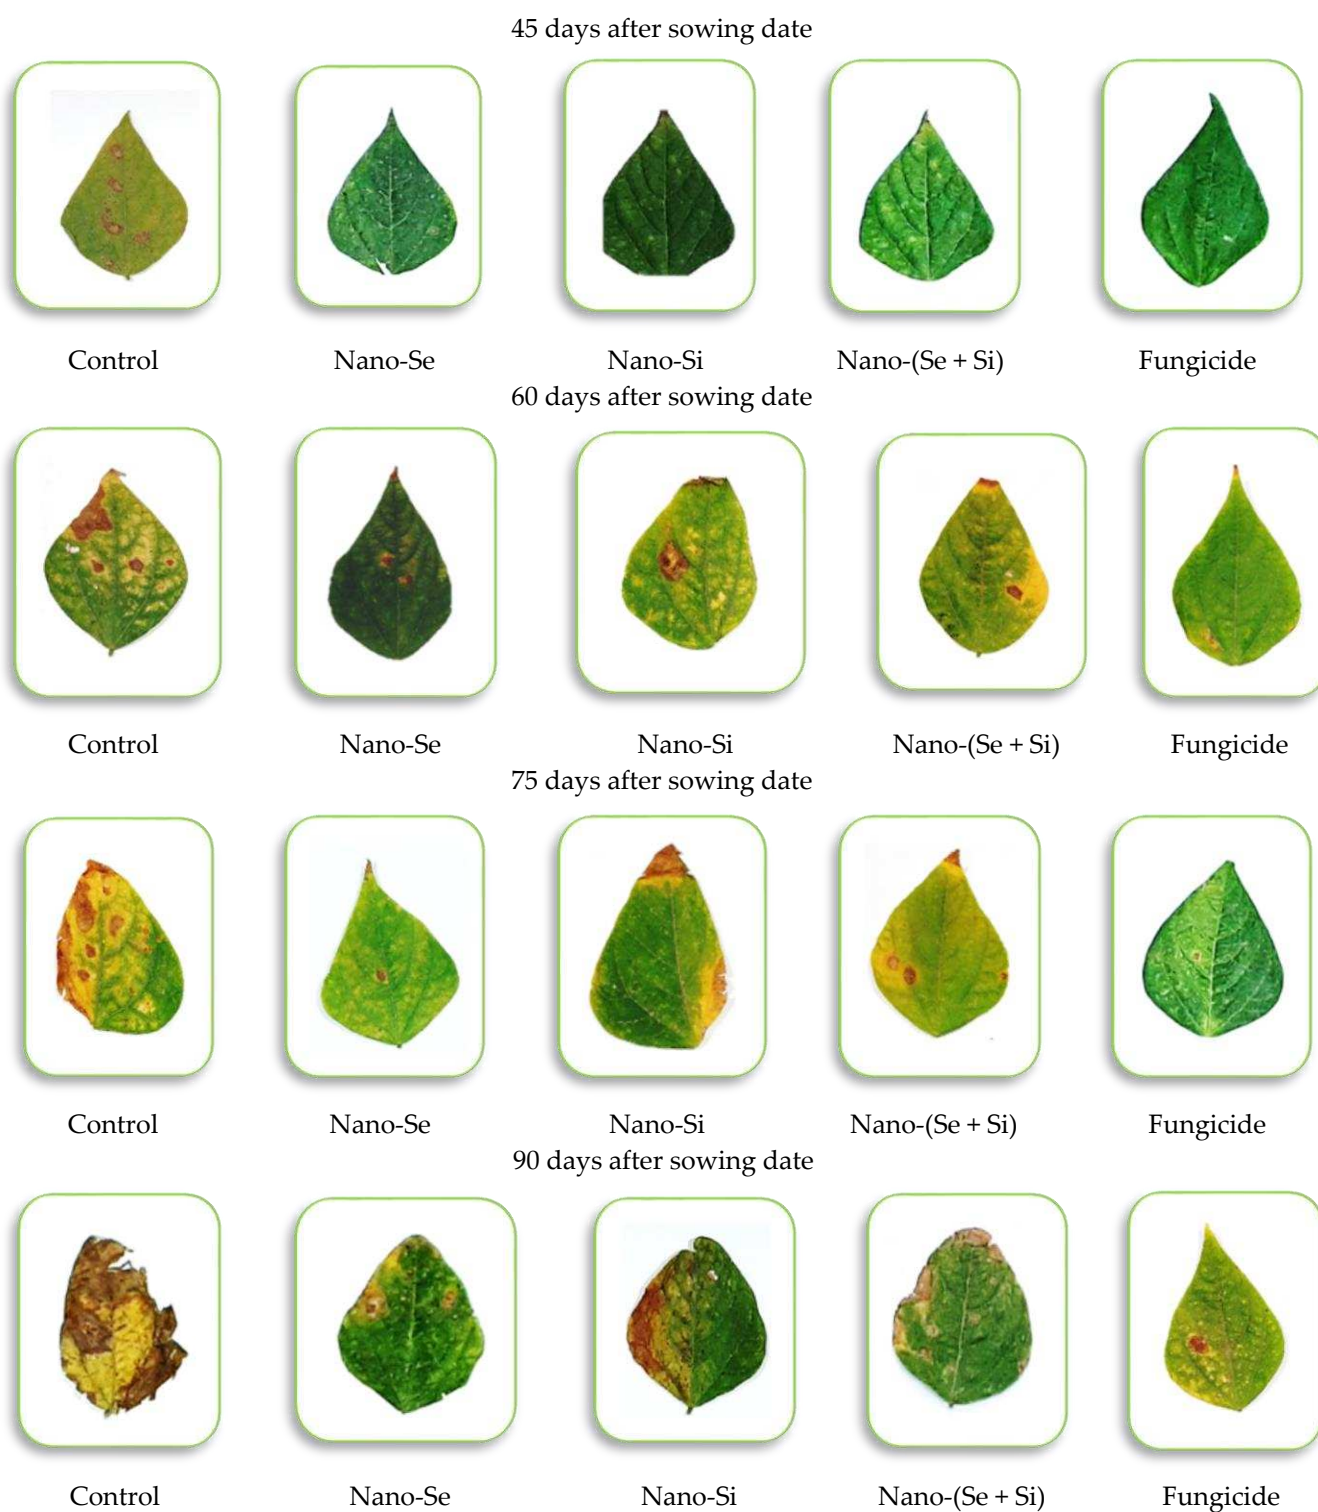 45 days after sowing date
Control Nano-Se Nano-Si Nano-(Se + Si) Fungicide
60 days after sowing date
Control Nano-Se Nano-Si Nano-(Se + Si) Fungicide
75 days after sowing date
Control Nano-Se Nano-Si Nano-(Se + Si) Fungicide
90 days after sowing date
Control Nano-Se Nano-Si Nano-(Se + Si) Fungicide